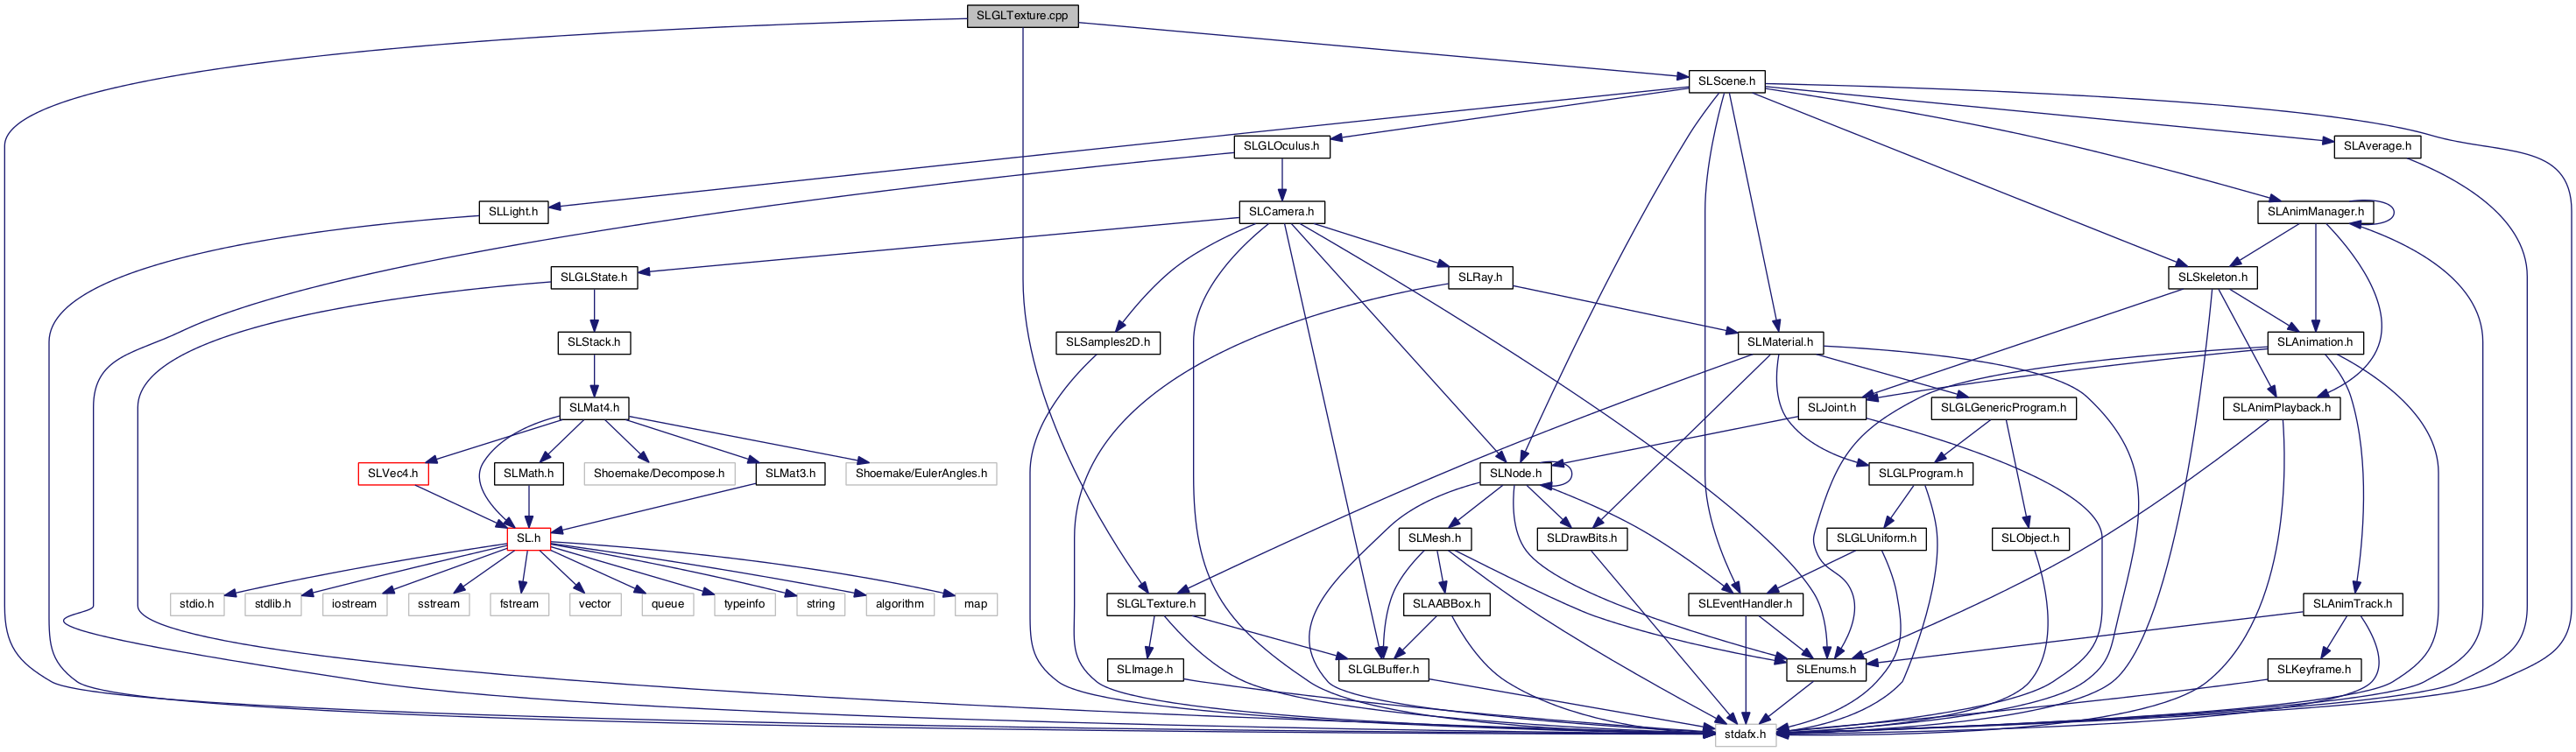 SLGLTexture.cpp
SLScene.h
SLGLOculus.h
SLAverage.h
SLLight.h
SLCamera.h
SLAnimManager.h
SLGLState.h
SLRay.h
SLSkeleton.h
SLStack.h
SLSamples2D.h
SLMaterial.h
SLAnimation.h
SLMat4.h
SLJoint.h
SLGLGenericProgram.h
SLAnimPlayback.h
SLVec4.h
SLMath.h
Shoemake/Decompose.h
SLMat3.h
Shoemake/EulerAngles.h
SLNode.h
SLGLProgram.h
SL.h
SLMesh.h
SLDrawBits.h
SLGLUniform.h
SLObject.h
stdio.h
stdlib.h
iostream
sstream
fstream
vector
queue
typeinfo
string
algorithm
map
SLGLTexture.h
SLAABBox.h
SLEventHandler.h
SLAnimTrack.h
SLImage.h
SLGLBuffer.h
SLEnums.h
SLKeyframe.h
stdafx.h